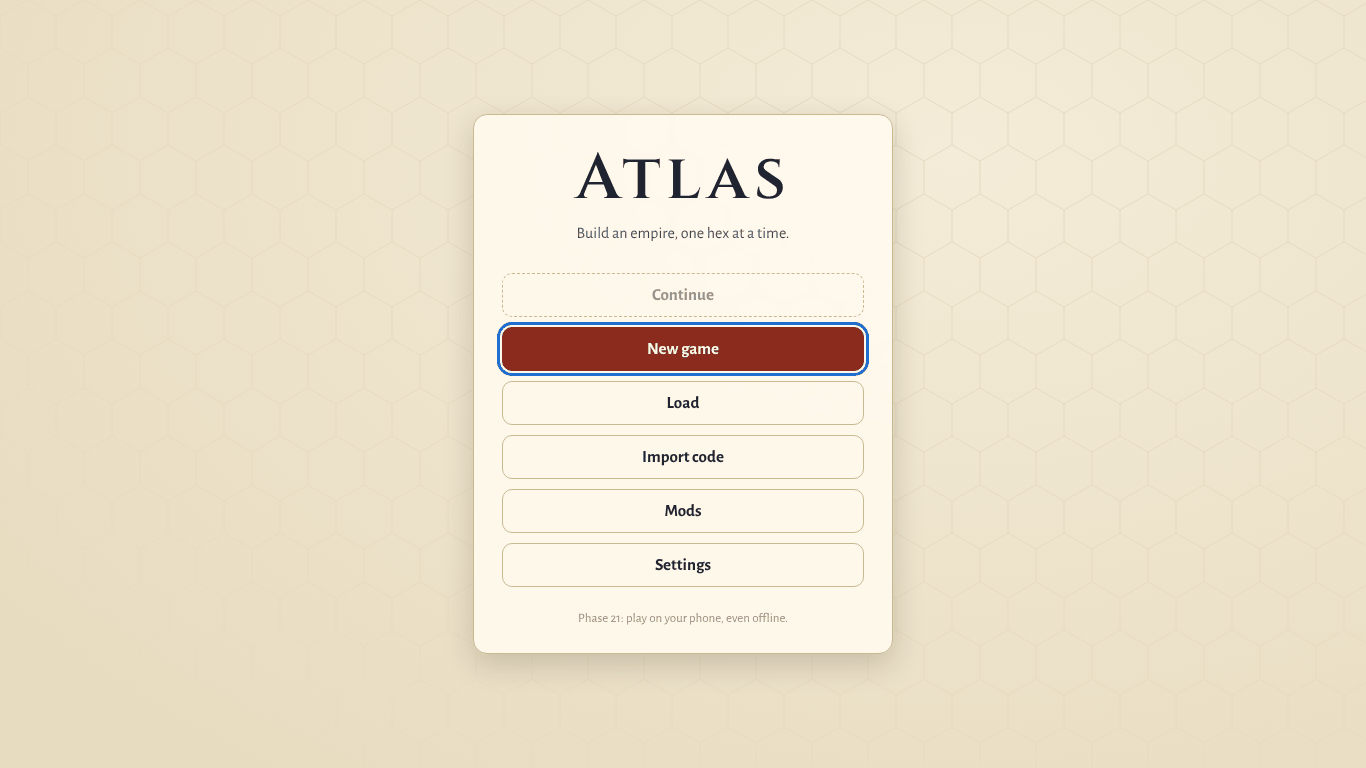 ATLAS
Build an empire, one hex at a time.
Continue
New game
Load
Import code
Mods
Settings
Phase 21: play on your phone, even offline.